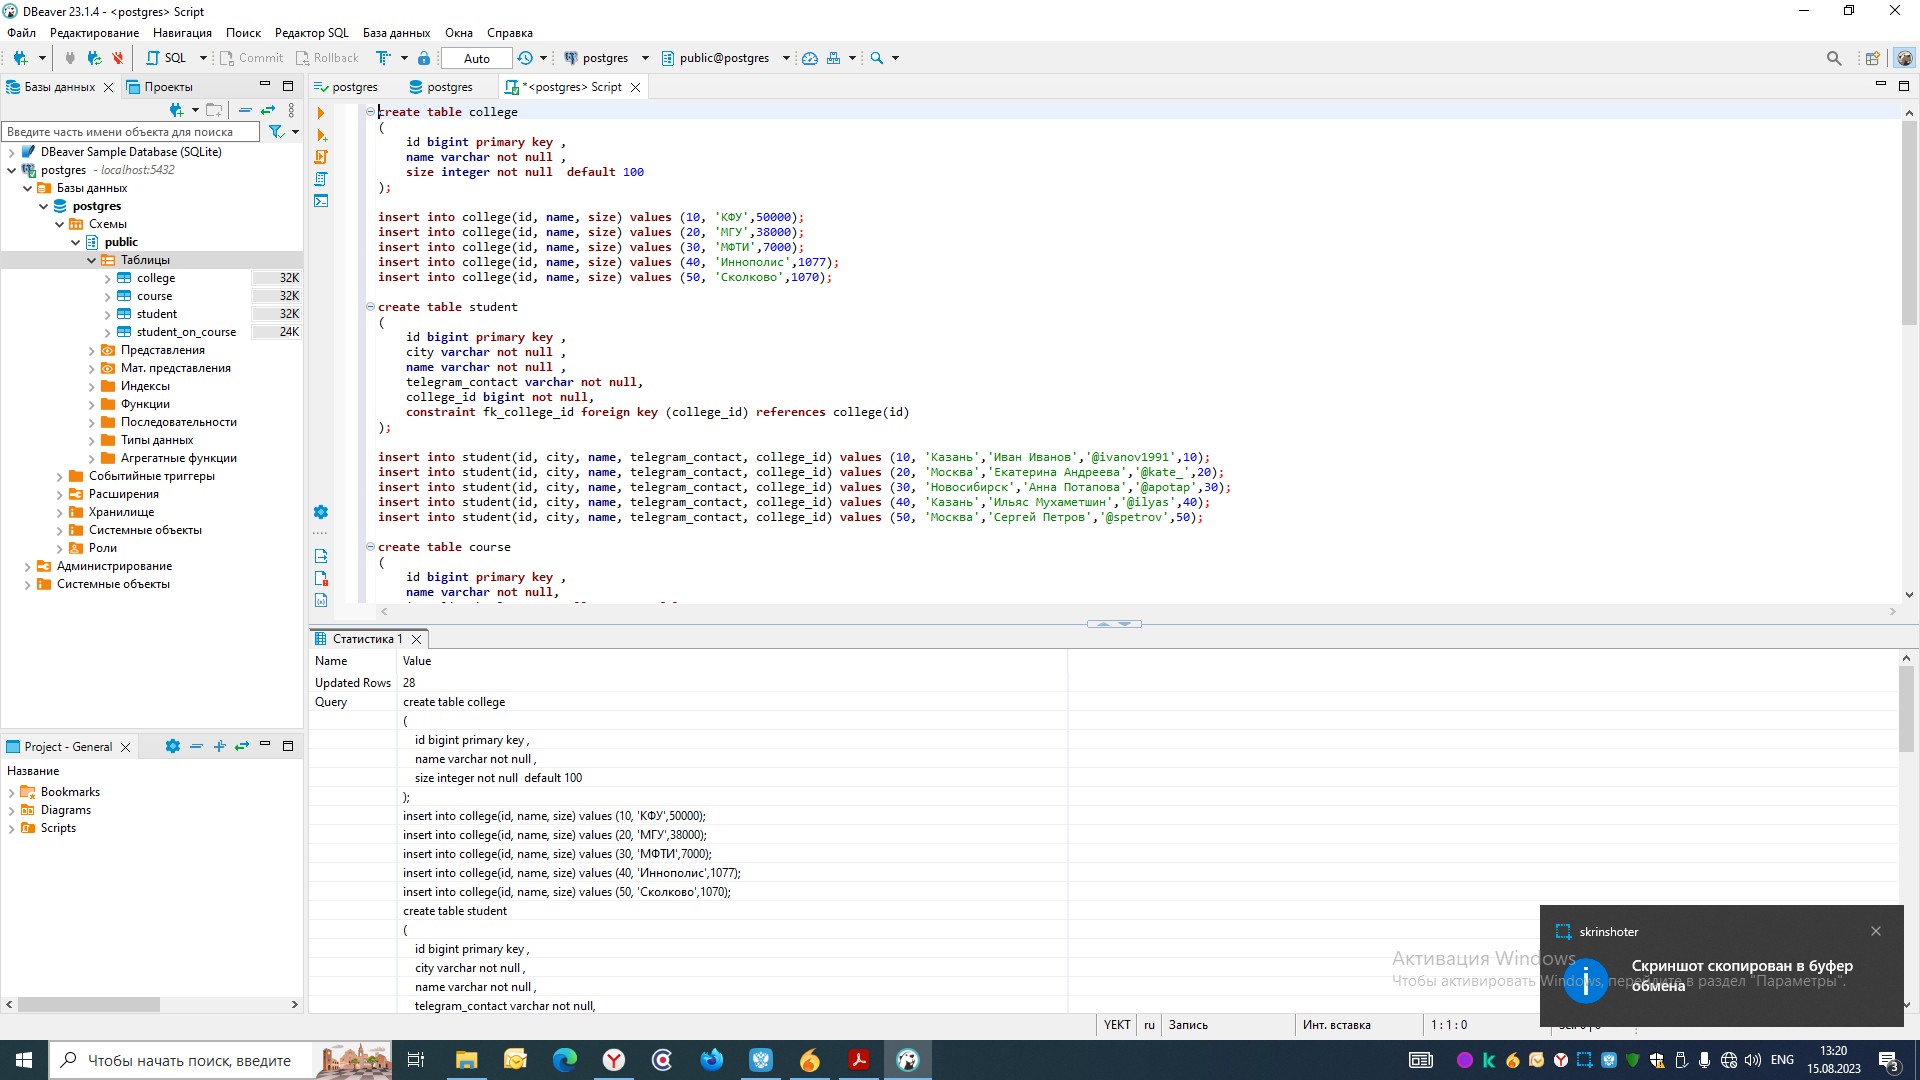 DBeaver 23.1.4 - <postgres> Script
Файл Редактирование Навигация Поиск Редактор SQL База данных Окна Справка
SQL Commit Rollback Auto postgres public@postgres
Базы данных Проекты
postgres postgres *<postgres> Script
Введите часть имени объекта для поиска
DBeaver Sample Database (SQLite)
postgres - localhost:5432
Базы данных
postgres
Схемы
public
Таблицы
college 32K
course 32K
student 32K
student_on_course 24K
Представления
Мат. представления
Индексы
Функции
Последовательности
Типы данных
Агрегатные функции
Событийные триггеры
Расширения
Хранилище
Системные объекты
Роли
Администрирование
Системные объекты
Project - General
Название
Bookmarks
Diagrams
Scripts
create table college
(
id bigint primary key ,
name varchar not null ,
size integer not null  default 100
);
insert into college(id, name, size) values (10, 'КФУ',50000);
insert into college(id, name, size) values (20, 'МГУ',38000);
insert into college(id, name, size) values (30, 'МФТИ',7000);
insert into college(id, name, size) values (40, 'Иннополис',1077);
insert into college(id, name, size) values (50, 'Сколково',1070);
create table student
(
id bigint primary key ,
city varchar not null ,
name varchar not null ,
telegram_contact varchar not null,
college_id bigint not null,
constraint fk_college_id foreign key (college_id) references college(id)
);
insert into student(id, city, name, telegram_contact, college_id) values (10, 'Казань','Иван Иванов','@ivanov1991',10);
insert into student(id, city, name, telegram_contact, college_id) values (20, 'Москва','Екатерина Андреева','@kate_',20);
insert into student(id, city, name, telegram_contact, college_id) values (30, 'Новосибирск','Анна Потапова','@apotap',30);
insert into student(id, city, name, telegram_contact, college_id) values (40, 'Казань','Ильяс Мухаметшин','@ilyas',40);
insert into student(id, city, name, telegram_contact, college_id) values (50, 'Москва','Сергей Петров','@spetrov',50);
create table course
(
id bigint primary key ,
name varchar not null,
Статистика 1
Name Value
Updated Rows 28
Query create table college
(
id bigint primary key ,
name varchar not null ,
size integer not null  default 100
);
insert into college(id, name, size) values (10, 'КФУ',50000);
insert into college(id, name, size) values (20, 'МГУ',38000);
insert into college(id, name, size) values (30, 'МФТИ',7000);
insert into college(id, name, size) values (40, 'Иннополис',1077);
insert into college(id, name, size) values (50, 'Сколково',1070);
create table student
(
id bigint primary key ,
city varchar not null ,
name varchar not null ,
telegram_contact varchar not null,
Активация Windows
Чтобы активировать Windows, перейдите в раздел "Параметры".
skrinshoter
Скриншот скопирован в буфер
обмена
YEKT ru Запись Инт. вставка 1 : 1 : 0
Чтобы начать поиск, введите
ENG
13:20
15.08.2023
3